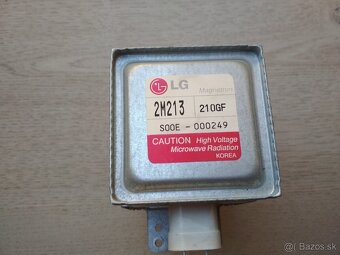 LG
Magnetron
2M213 210GF
S00E - 000249
CAUTION High Voltage
Microwave Radiation
KOREA
Bazos.sk